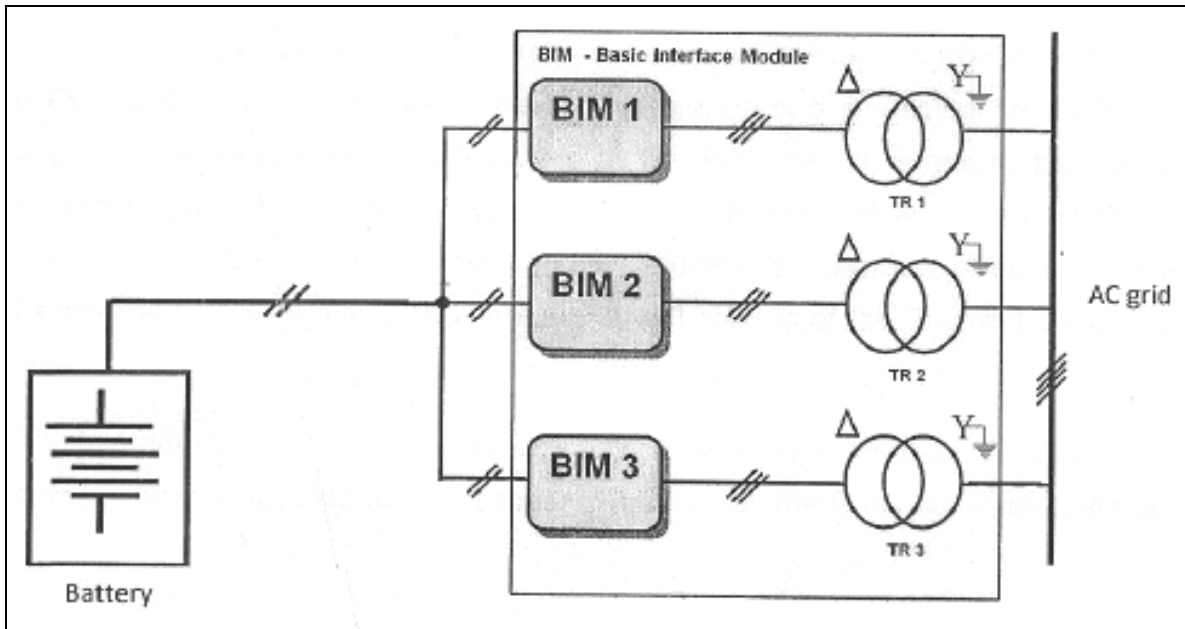 BIM - Basic Interface Module
Δ
Y
BIM 1
TR 1
Δ
Y
BIM 2
AC grid
TR 2
Δ
Y
BIM 3
TR 3
Battery